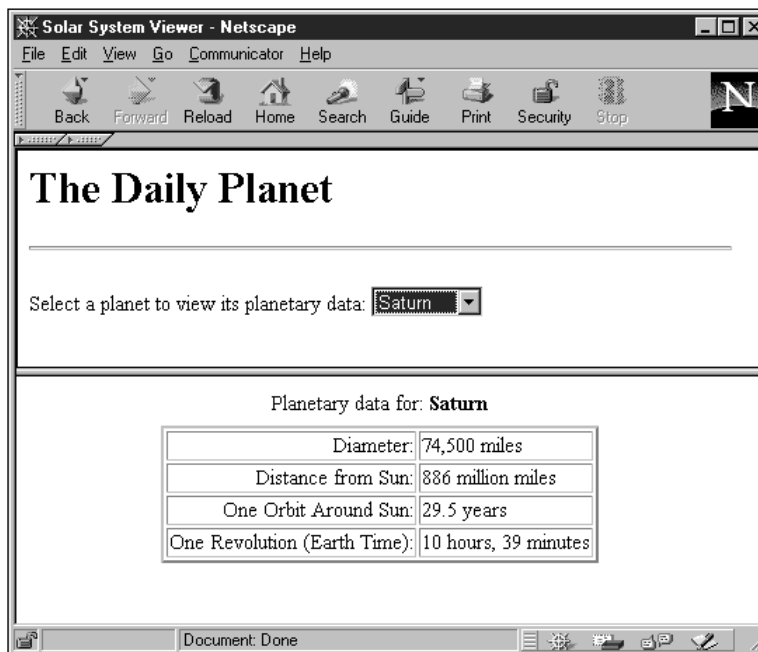 Solar System Viewer - Netscape
File Edit View Go Communicator Help
Back Forward Reload Home Search Guide Print Security Stop
N
The Daily Planet
Select a planet to view its planetary data: Saturn
Planetary data for: Saturn
Diameter: 74,500 miles
Distance from Sun: 886 million miles
One Orbit Around Sun: 29.5 years
One Revolution (Earth Time): 10 hours, 39 minutes
Document: Done